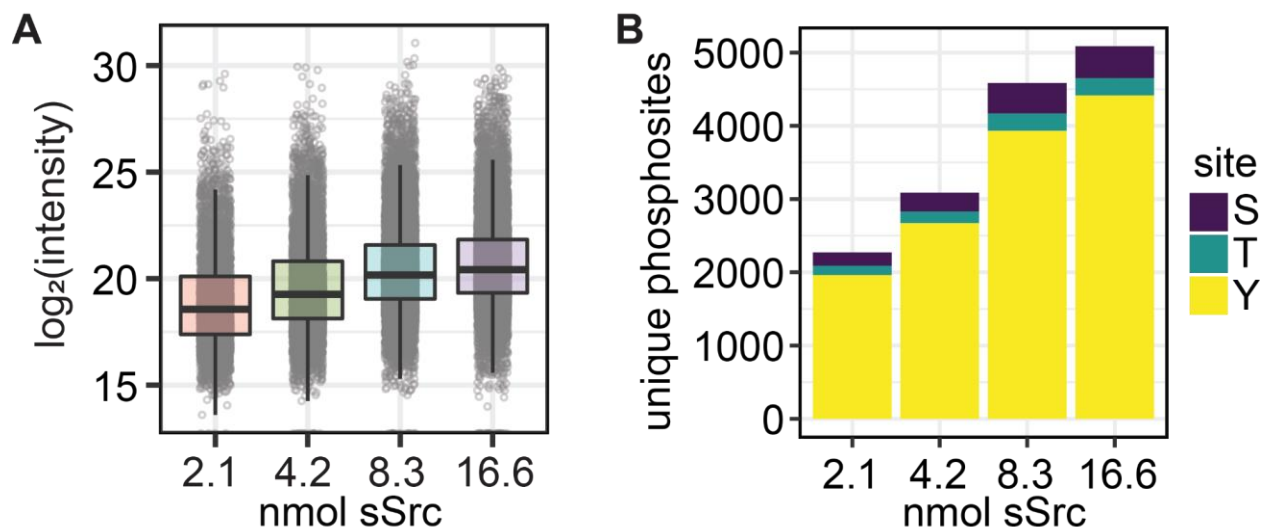 A
log₂(intensity)
30
25
20
15
2.1 4.2 8.3 16.6
nmol sSrc
B
unique phosphosites
5000
4000
3000
2000
1000
0
2.1 4.2 8.3 16.6
nmol sSrc
site
S
T
Y